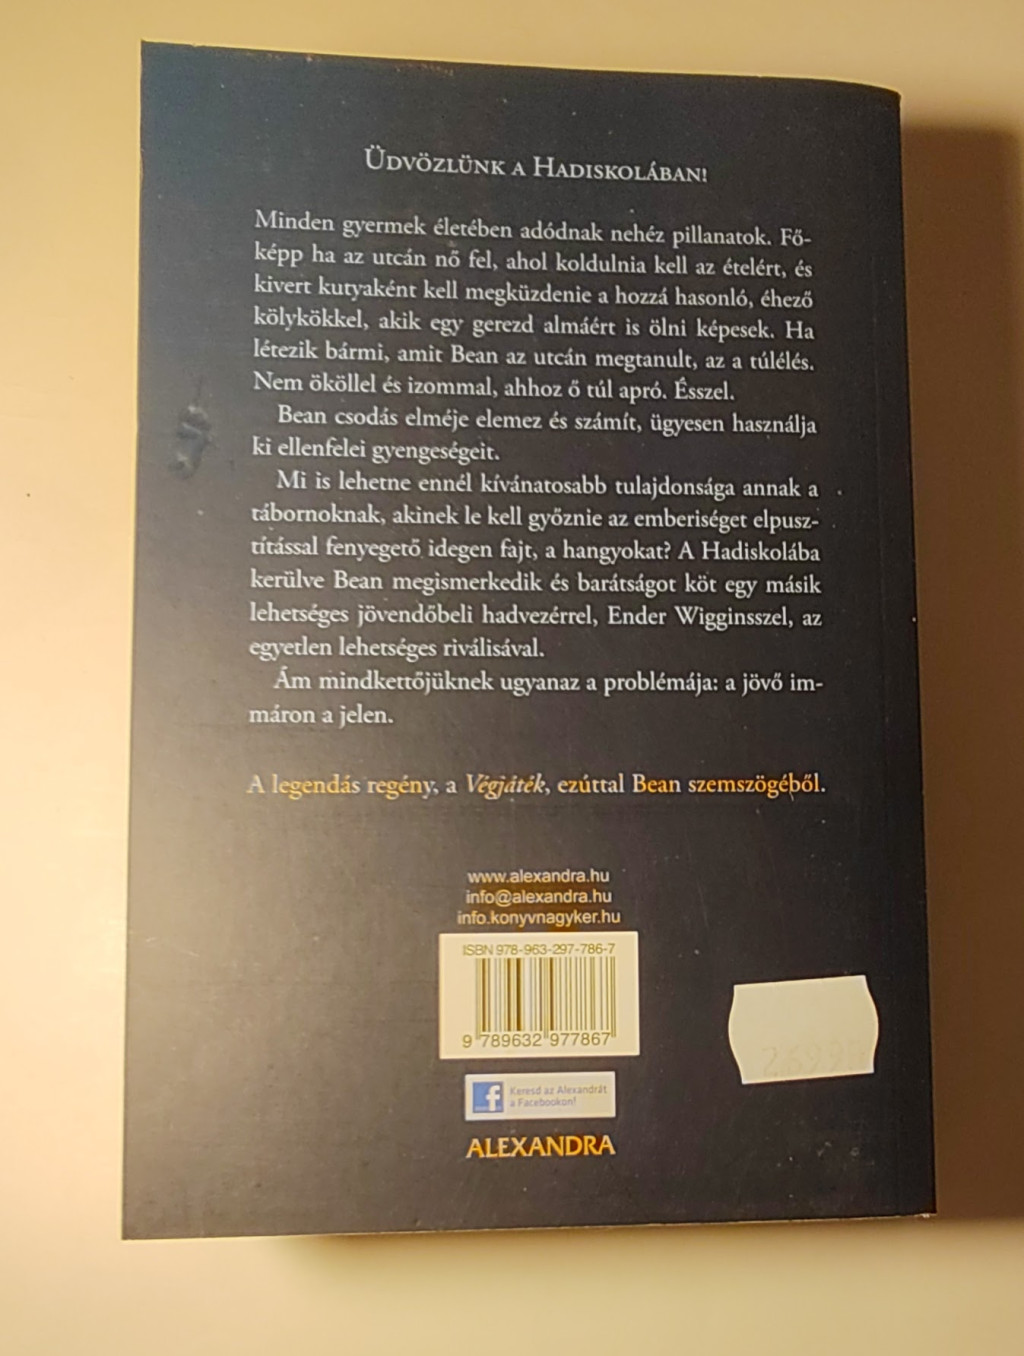 ÜDVÖZLÜNK A HADISKOLÁBAN!
Minden gyermek életében adódnak nehéz pillanatok. Fő-
képp ha az utcán nő fel, ahol koldulnia kell az ételért, és
kivert kutyaként kell megküzdenie a hozzá hasonló, éhező
kölykökkel, akik egy gerezd almáért is ölni képesek. Ha
létezik bármi, amit Bean az utcán megtanult, az a túlélés.
Nem ököllel és izommal, ahhoz ő túl apró. Ésszel.
Bean csodás elméje elemez és számít, ügyesen használja
ki ellenfelei gyengeségeit.
Mi is lehetne ennél kívánatosabb tulajdonsága annak a
tábornoknak, akinek le kell győznie az emberiséget elpusz-
títással fenyegető idegen fajt, a hangyokat? A Hadiskolába
kerülve Bean megismerkedik és barátságot köt egy másik
lehetséges jövendőbeli hadvezérrel, Ender Wigginsszel, az
egyetlen lehetséges riválisával.
Ám mindkettőjüknek ugyanaz a problémája: a jövő im-
máron a jelen.
A legendás regény, a Végjáték, ezúttal Bean szemszögéből.
www.alexandra.hu
info@alexandra.hu
info.konyvnagyker.hu
ISBN 978-963-297-786-7
9 789632 977867
f
Keresd az Alexandrát
a Facebookon!
ALEXANDRA